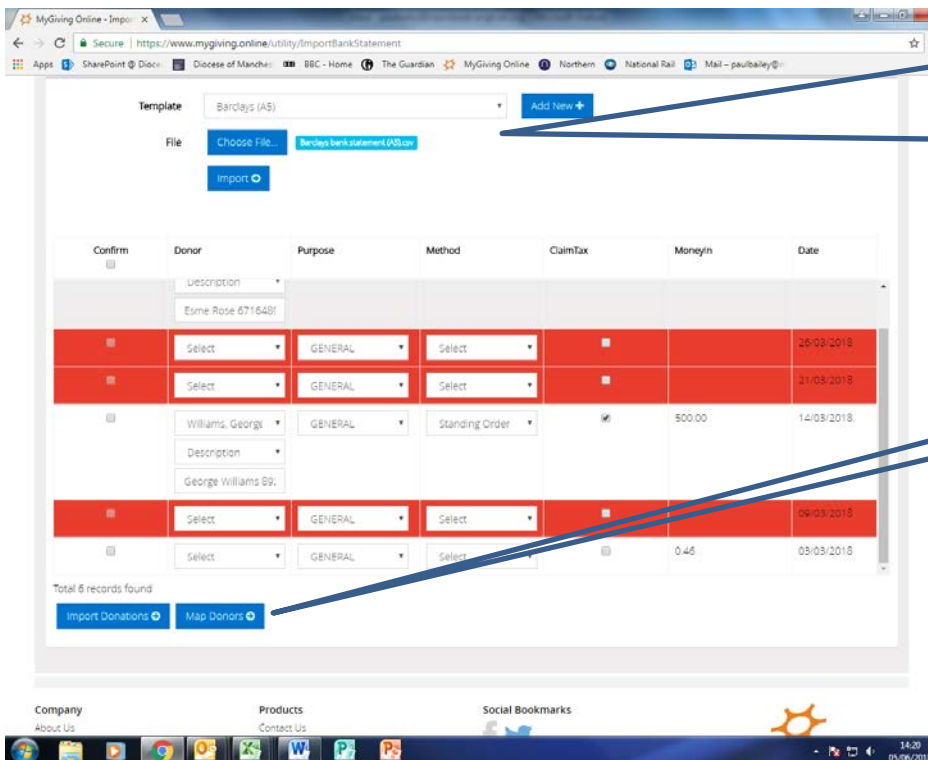 MyGiving Online - Impor
Secure | https://www.mygiving.online/utility/ImportBankStatement
Apps SharePoint @ Dioce Diocese of Manches BBC - Home The Guardian MyGiving Online Northern National Rail Mail – paulbailey@
Template Barclays (A5) Add New
File Choose File... Barclays bank statement (A5).csv
Import
Confirm Donor Purpose Method ClaimTax MoneyIn Date
Description
Esme Rose 671648
Select GENERAL Select 26/03/2018
Select GENERAL Select 21/03/2018
Williams, George GENERAL Standing Order 500.00 14/03/2018
Description
George Williams 89
Select GENERAL Select 09/03/2018
Select GENERAL Select 0.46 03/03/2018
Total 6 records found
Import Donations Map Donors
Company Products Social Bookmarks
About Us Contact Us
14:20
05/06/201